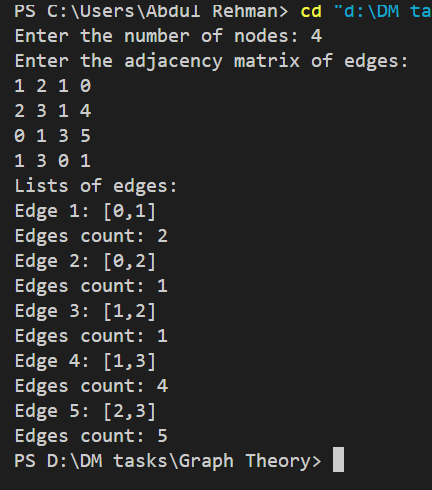 PS C:\Users\Abdul Rehman> cd "d:\DM ta
Enter the number of nodes: 4
Enter the adjacency matrix of edges:
1 2 1 0
2 3 1 4
0 1 3 5
1 3 0 1
Lists of edges:
Edge 1: [0,1]
Edges count: 2
Edge 2: [0,2]
Edges count: 1
Edge 3: [1,2]
Edges count: 1
Edge 4: [1,3]
Edges count: 4
Edge 5: [2,3]
Edges count: 5
PS D:\DM tasks\Graph Theory>